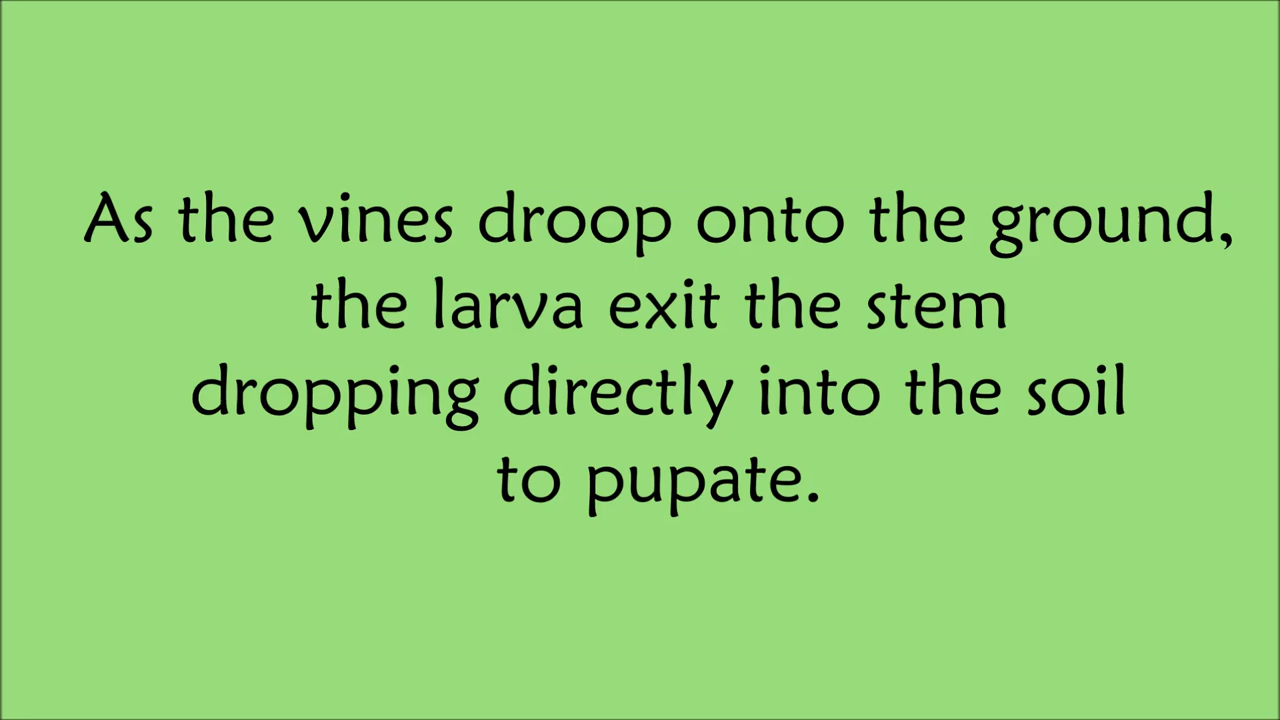 As the vines droop onto the ground,
the larva exit the stem
dropping directly into the soil
to pupate.